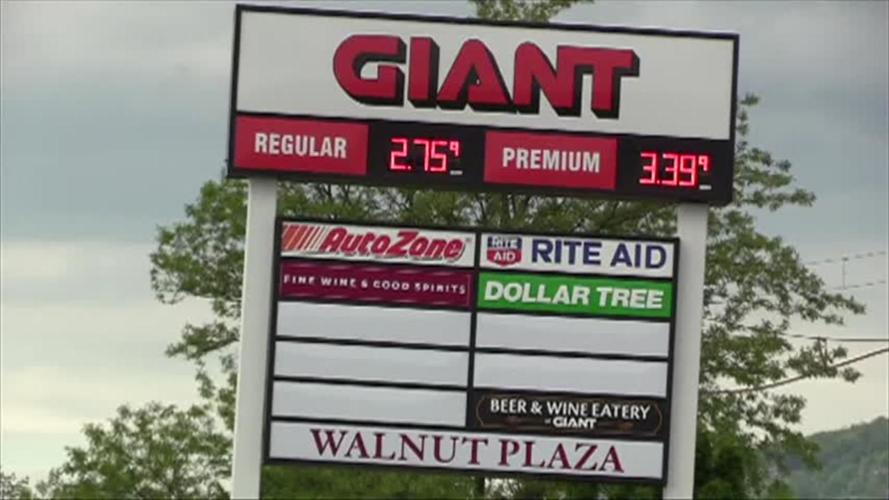 GIANT
REGULAR 2.75⁹ PREMIUM 3.39⁹
AutoZone RITE AID RITE AID
FINE WINE & GOOD SPIRITS DOLLAR TREE
BEER & WINE EATERY
at GIANT
WALNUT PLAZA